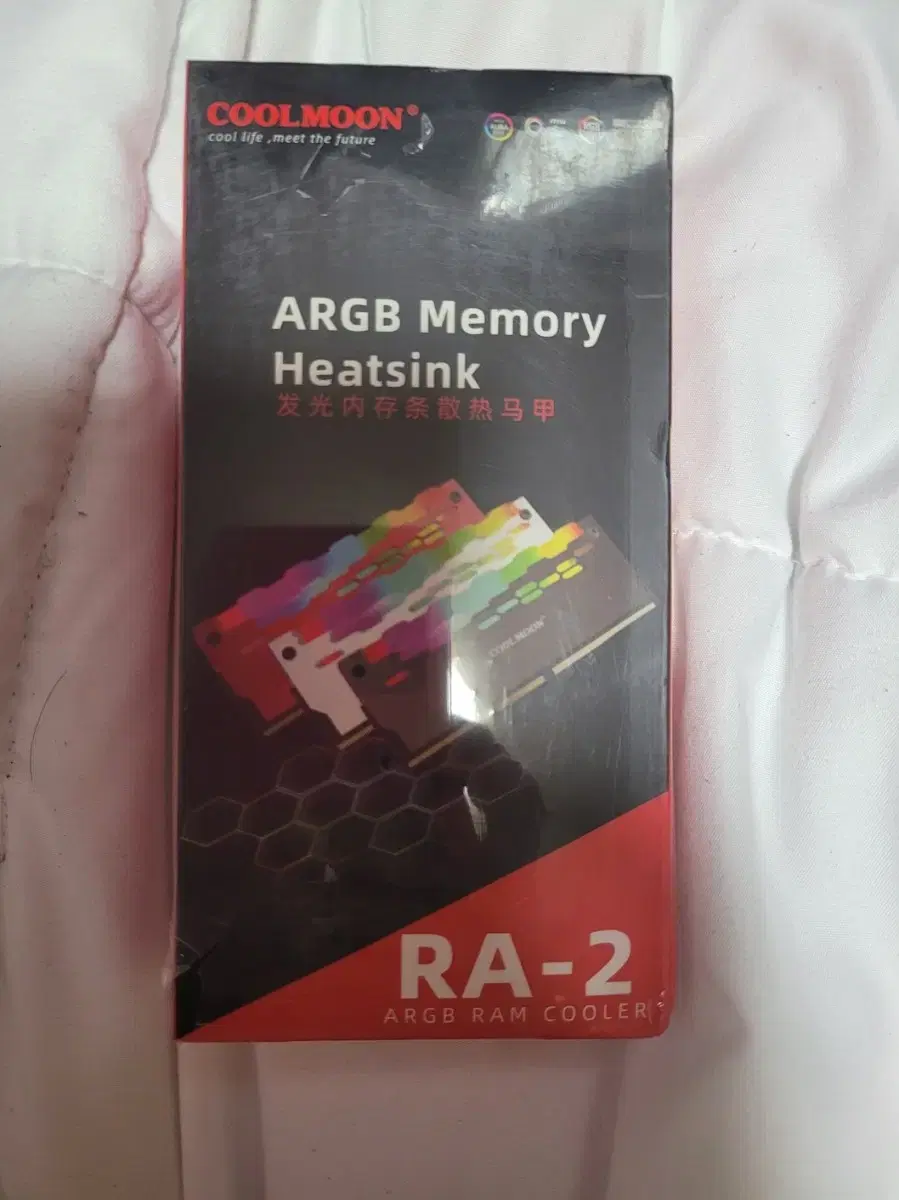 COOLMOON®
cool life ,meet the future
ARGB Memory
Heatsink
发光内存条散热马甲
COOLMOON
RA-2
ARGB RAM COOLER